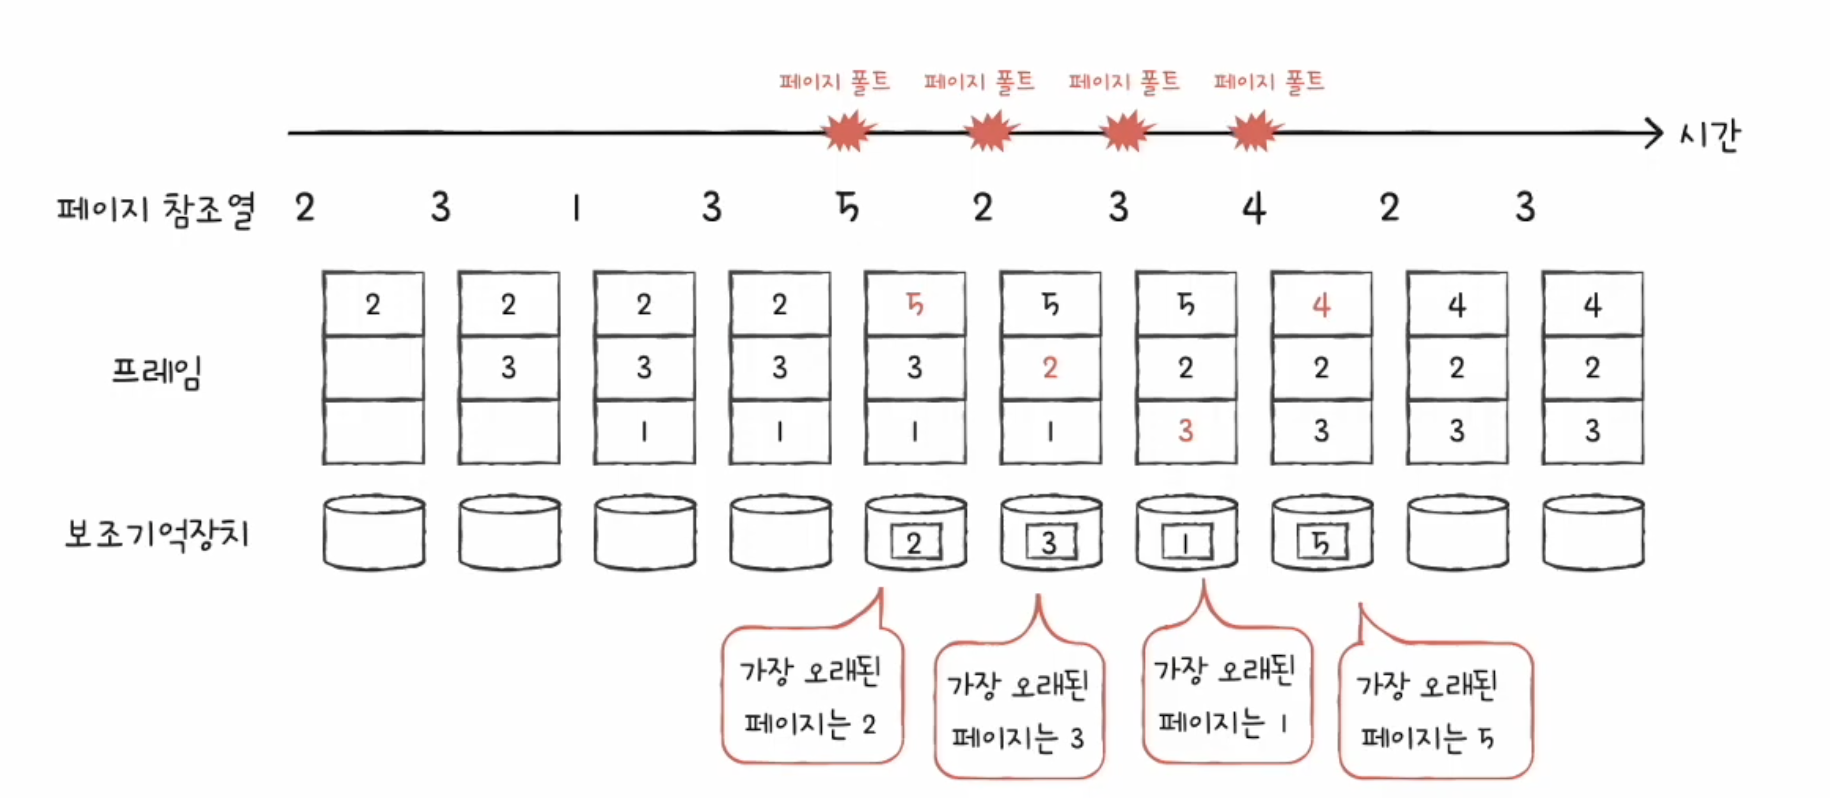 페이지 폴트 페이지 폴트 페이지 폴트 페이지 폴트
시간
페이지 참조열 2 3 1 3 5 2 3 4 2 3
2 2 2 2 5 5 5 4 4 4
프레임 3 3 3 3 2 2 2 2 2
1 1 1 1 3 3 3 3
보조기억장치 2 3 1 5
가장 오래된
페이지는 2
가장 오래된
페이지는 3
가장 오래된
페이지는 1
가장 오래된
페이지는 5